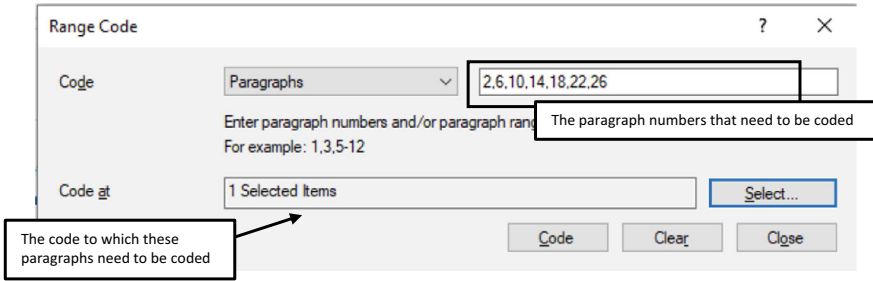 Range Code
? ×
Code Paragraphs 2,6,10,14,18,22,26
The paragraph numbers that need to be coded
Enter paragraph numbers and/or paragraph rang
For example: 1,3,5-12
Code at 1 Selected Items Select...
The code to which these
paragraphs need to be coded
Code Clear Close